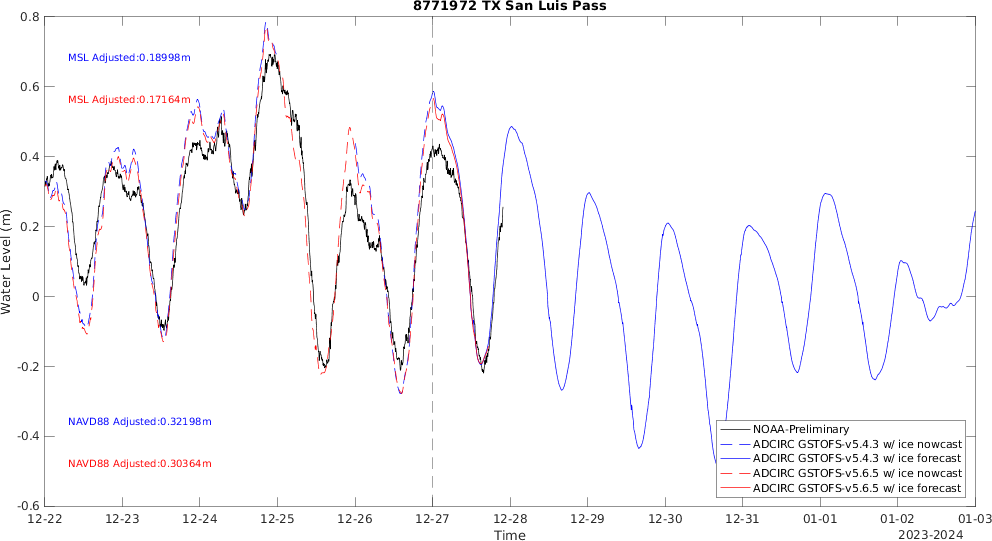 8771972 TX San Luis Pass
0.8
0.6
0.4
0.2
0
-0.2
-0.4
-0.6
Water Level (m)
MSL Adjusted:0.18998m
MSL Adjusted:0.17164m
NAVD88 Adjusted:0.32198m
NAVD88 Adjusted:0.30364m
NOAA-Preliminary
ADCIRC GSTOFS-v5.4.3 w/ ice nowcast
ADCIRC GSTOFS-v5.4.3 w/ ice forecast
ADCIRC GSTOFS-v5.6.5 w/ ice nowcast
ADCIRC GSTOFS-v5.6.5 w/ ice forecast
12-22 12-23 12-24 12-25 12-26 12-27 12-28 12-29 12-30 12-31 01-01 01-02 01-03
Time
2023-2024